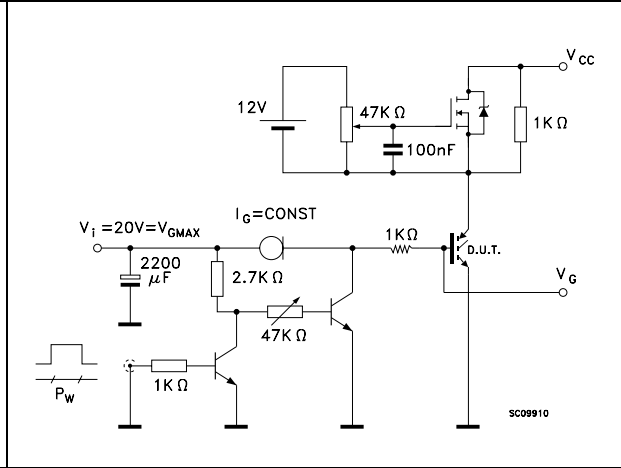 V CC
12V
47K Ω
1K Ω
100nF
I G =CONST
V i =20V=V GMAX
1K Ω
D.U.T.
2200
μF
2.7K Ω
V G
47K Ω
1K Ω
P W
SC09910